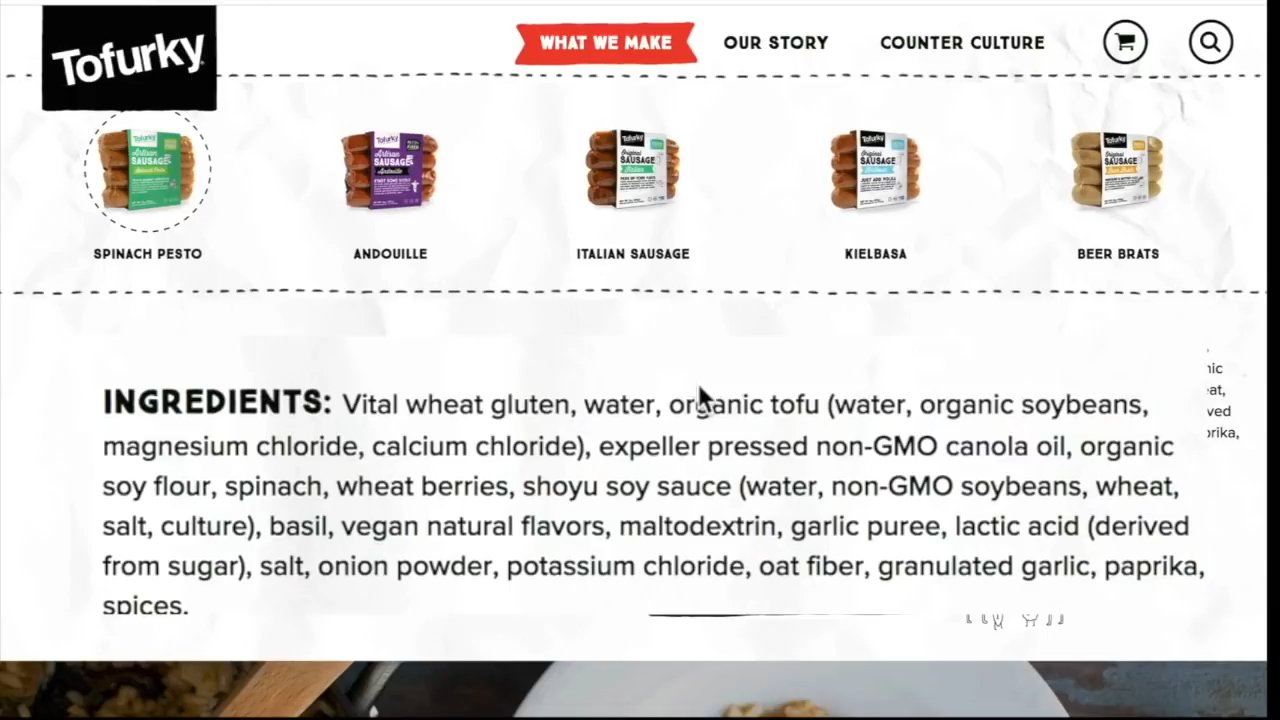 Tofurky
WHAT WE MAKE
OUR STORY
COUNTER CULTURE
SPINACH PESTO
ANDOUILLE
ITALIAN SAUSAGE
KIELBASA
BEER BRATS
INGREDIENTS: Vital wheat gluten, water, organic tofu (water, organic soybeans,
magnesium chloride, calcium chloride), expeller pressed non-GMO canola oil, organic
soy flour, spinach, wheat berries, shoyu soy sauce (water, non-GMO soybeans, wheat,
salt, culture), basil, vegan natural flavors, maltodextrin, garlic puree, lactic acid (derived
from sugar), salt, onion powder, potassium chloride, oat fiber, granulated garlic, paprika,
spices.